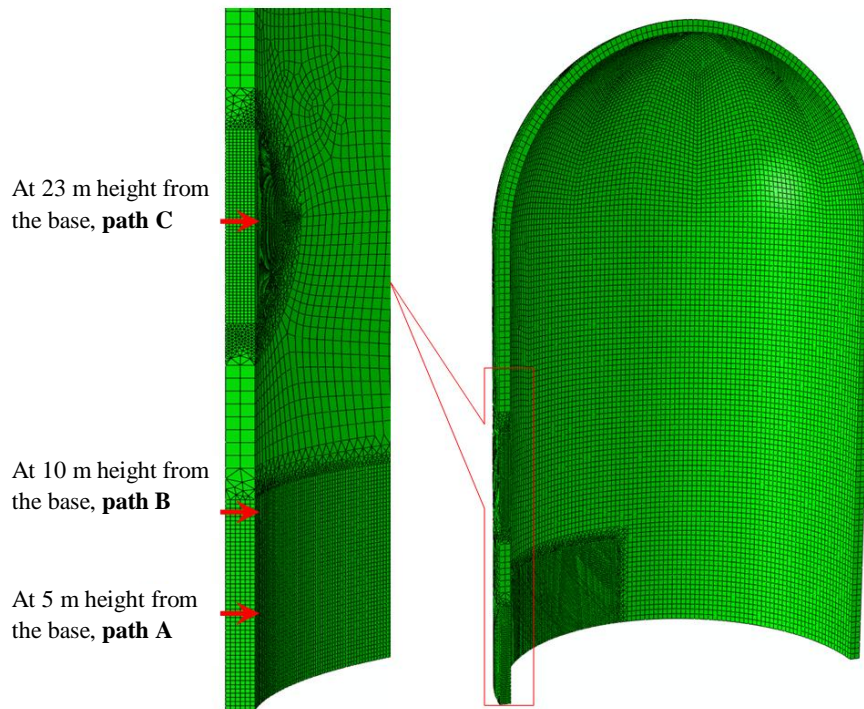 At 23 m height from
the base, path C
At 10 m height from
the base, path B
At 5 m height from
the base, path A